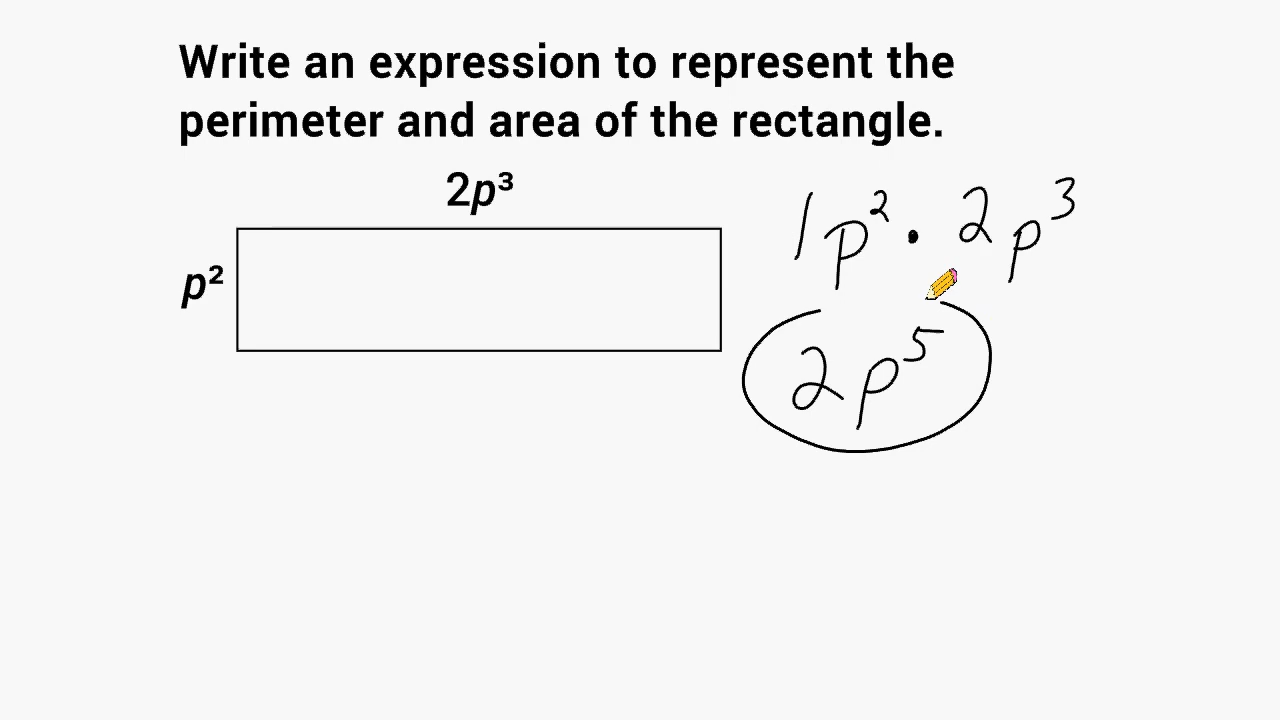 Write an expression to represent the
perimeter and area of the rectangle.
2p³
p²
1p² · 2p³
2p⁵